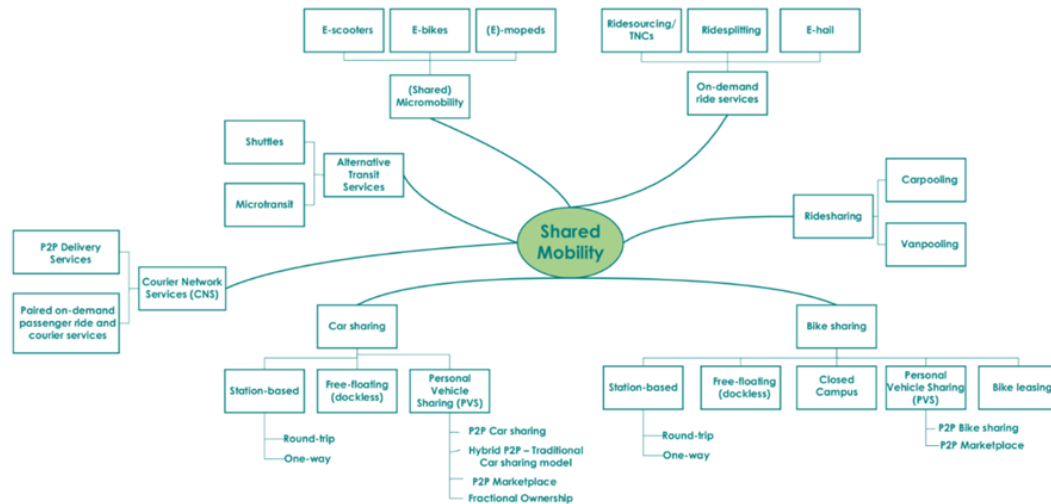 E-scooters
E-bikes
(E)-mopeds
Ridesourcing/
TNCs
Ridesplitting
E-hail
(Shared)
Micromobility
On-demand
ride services
Shuttles
Alternative
Transit
Services
Microtransit
Carpooling
Ridesharing
Vanpooling
Shared
Mobility
P2P Delivery
Services
Courier Network
Services (CNS)
Paired on-demand
passenger ride and
courier services
Car sharing
Bike sharing
Station-based
Free-floating
(dockless)
Personal
Vehicle
Sharing (PVS)
Round-trip
One-way
P2P Car sharing
Hybrid P2P – Traditional
Car sharing model
P2P Marketplace
Fractional Ownership
Station-based
Free-floating
(dockless)
Closed
Campus
Personal
Vehicle Sharing
(PVS)
Bike leasing
Round-trip
One-way
P2P Bike sharing
P2P Marketplace